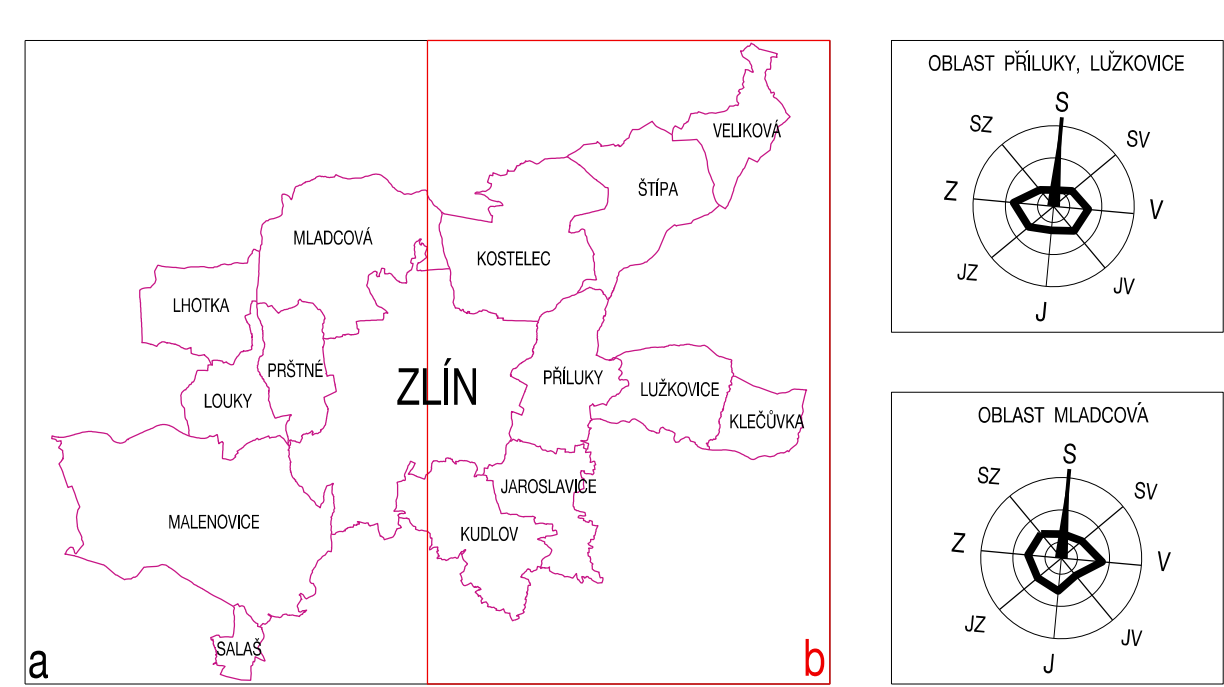 VELIKOVÁ
ŠTÍPA
MLADCOVÁ
KOSTELEC
LHOTKA
PRŠTNÉ
ZLÍN
PŘÍLUKY
LUŽKOVICE
LOUKY
KLEČŮVKA
JAROSLAVICE
MALENOVICE
KUDLOV
SALAŠ
a
b
OBLAST PŘÍLUKY, LUŽKOVICE
S
SZ
SV
Z
V
JZ
JV
J
OBLAST MLADCOVÁ
S
SZ
SV
Z
V
JZ
JV
J